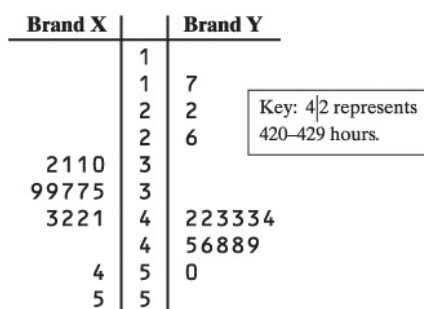 Brand X Brand Y
1
1 7
2 2
2 6
2110 3
99775 3
3221 4 223334
4 56889
4 5 0
5 5
Key: 4|2 represents
420–429 hours.